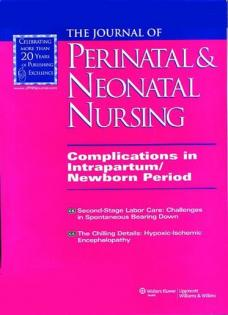 CELEBRATING
MORE THAN
20 YEARS
OF PUBLISHING
EXCELLENCE
THE JOURNAL OF
PERINATAL &
NEONATAL
NURSING
Complications in
Intrapartum/
Newborn Period
Second-Stage Labor Care: Challenges
in Spontaneous Bearing Down
The Chilling Details: Hypoxic-Ischemic
Encephalopathy
Wolters Kluwer
Health
Lippincott
Williams & Wilkins